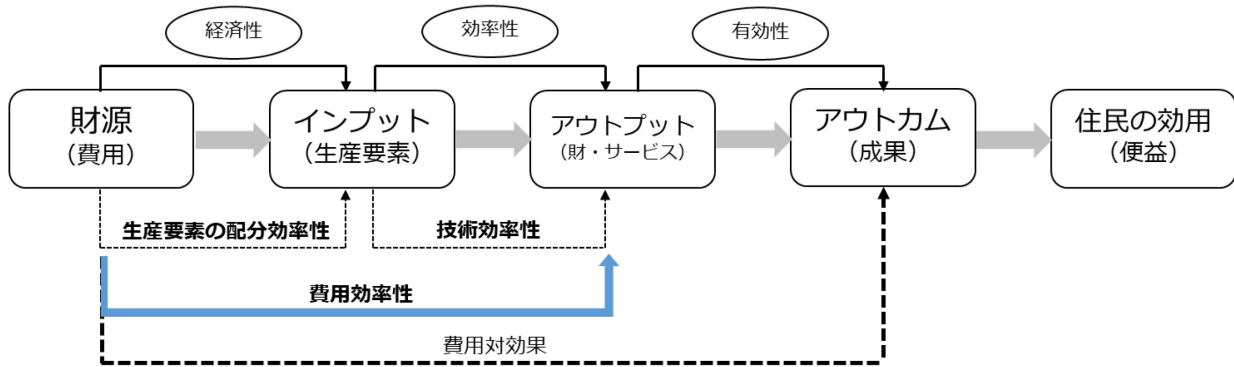 経済性
効率性
有効性
財源
（費用）
インプット
（生産要素）
アウトプット
（財・サービス）
アウトカム
（成果）
住民の効用
（便益）
生産要素の配分効率性
技術効率性
費用効率性
費用対効果